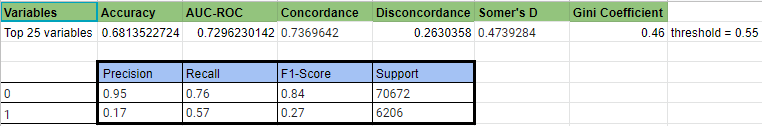 Variables Accuracy AUC-ROC Concordance Disconcordance Somer's D Gini Coefficient
Top 25 variables 0.6813522724 0.7296230142 0.7369642 0.2630358 0.4739284 0.46 threshold = 0.55
Precision Recall F1-Score Support
0 0.95 0.76 0.84 70672
1 0.17 0.57 0.27 6206